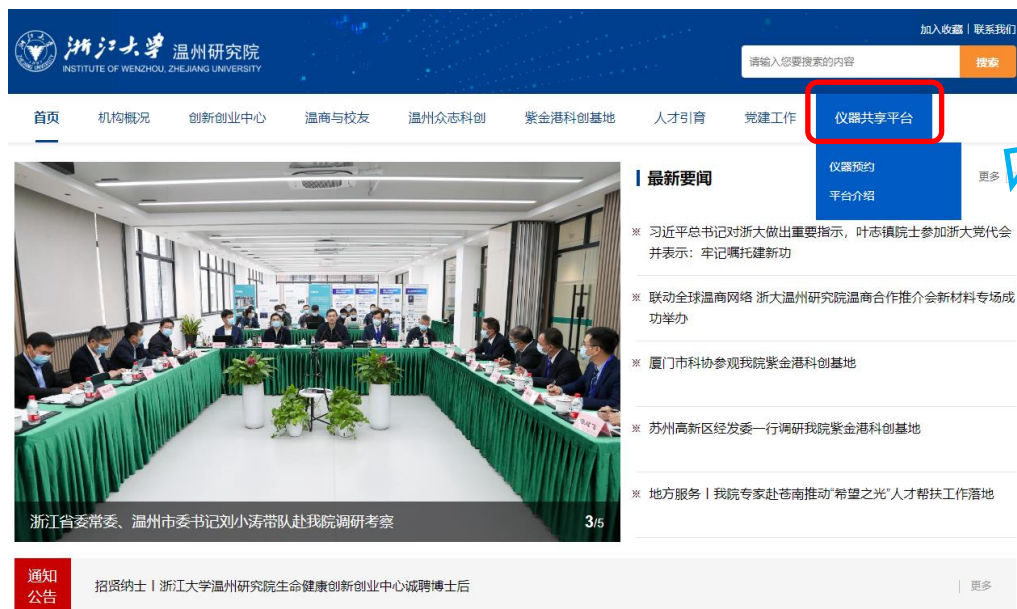 加入收藏 | 联系我们
浙江大学 温州研究院
INSTITUTE OF WENZHOU, ZHEJIANG UNIVERSITY
请输入您要搜索的内容 搜索
首页 机构概况 创新创业中心 温商与校友 温州众志科创 紫金港科创基地 人才引育 党建工作 仪器共享平台
仪器预约
平台介绍
最新要闻 更多
※ 习近平总书记对浙大做出重要指示，叶志镇院士参加浙大党代会
并表示：牢记嘱托建新功
※ 联动全球温商网络 浙大温州研究院温商合作推介会新材料专场成
功举办
※ 厦门市科协参观我院紫金港科创基地
※ 苏州高新区经发委一行调研我院紫金港科创基地
※ 地方服务丨我院专家赴苍南推动“希望之光”人才帮扶工作落地
浙江省委常委、温州市委书记刘小涛带队赴我院调研考察 3/5
通知
公告
招贤纳士丨浙江大学温州研究院生命健康创新创业中心诚聘博士后 | 更多